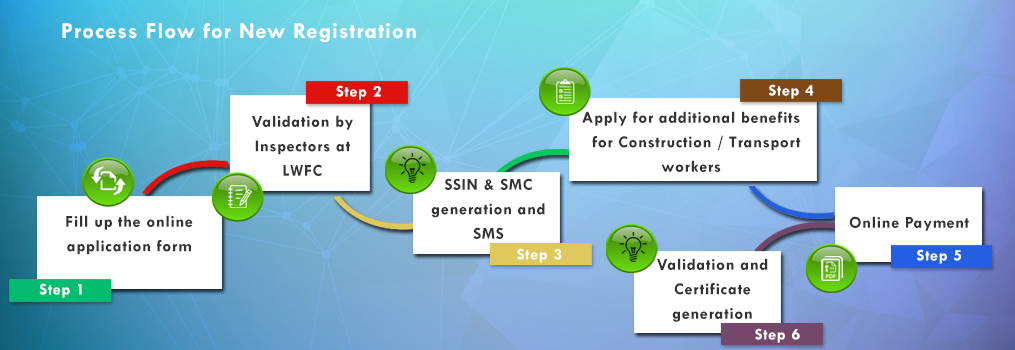 Process Flow for New Registration
Step 1
Fill up the online
application form
Step 2
Validation by
Inspectors at
LWFC
Step 3
SSIN & SMC
generation and
SMS
Step 4
Apply for additional benefits
for Construction / Transport
workers
Step 5
Online Payment
PDF
Step 6
Validation and
Certificate
generation